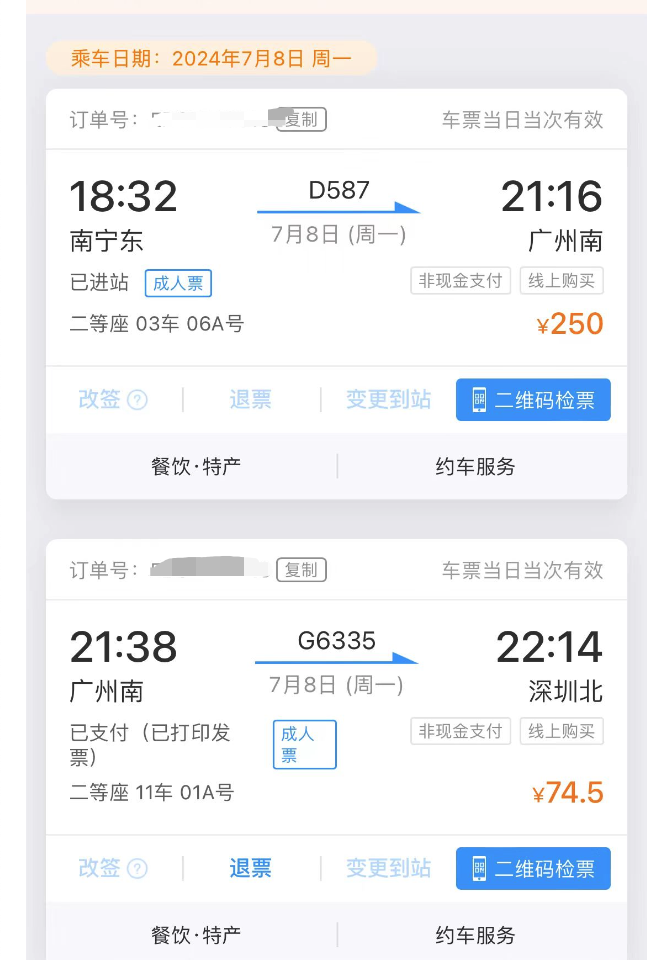 乘车日期：2024年7月8日 周一
订单号：
复制
车票当日当次有效
18:32
D587
21:16
南宁东
7月8日 (周一)
广州南
已进站
成人票
非现金支付
线上购买
二等座 03车 06A号
¥250
改签?
退票
变更到站
二维码检票
餐饮·特产
约车服务
订单号：
复制
车票当日当次有效
21:38
G6335
22:14
广州南
7月8日 (周一)
深圳北
已支付（已打印发
票）
成人
票
非现金支付
线上购买
二等座 11车 01A号
¥74.5
改签?
退票
变更到站
二维码检票
餐饮·特产
约车服务